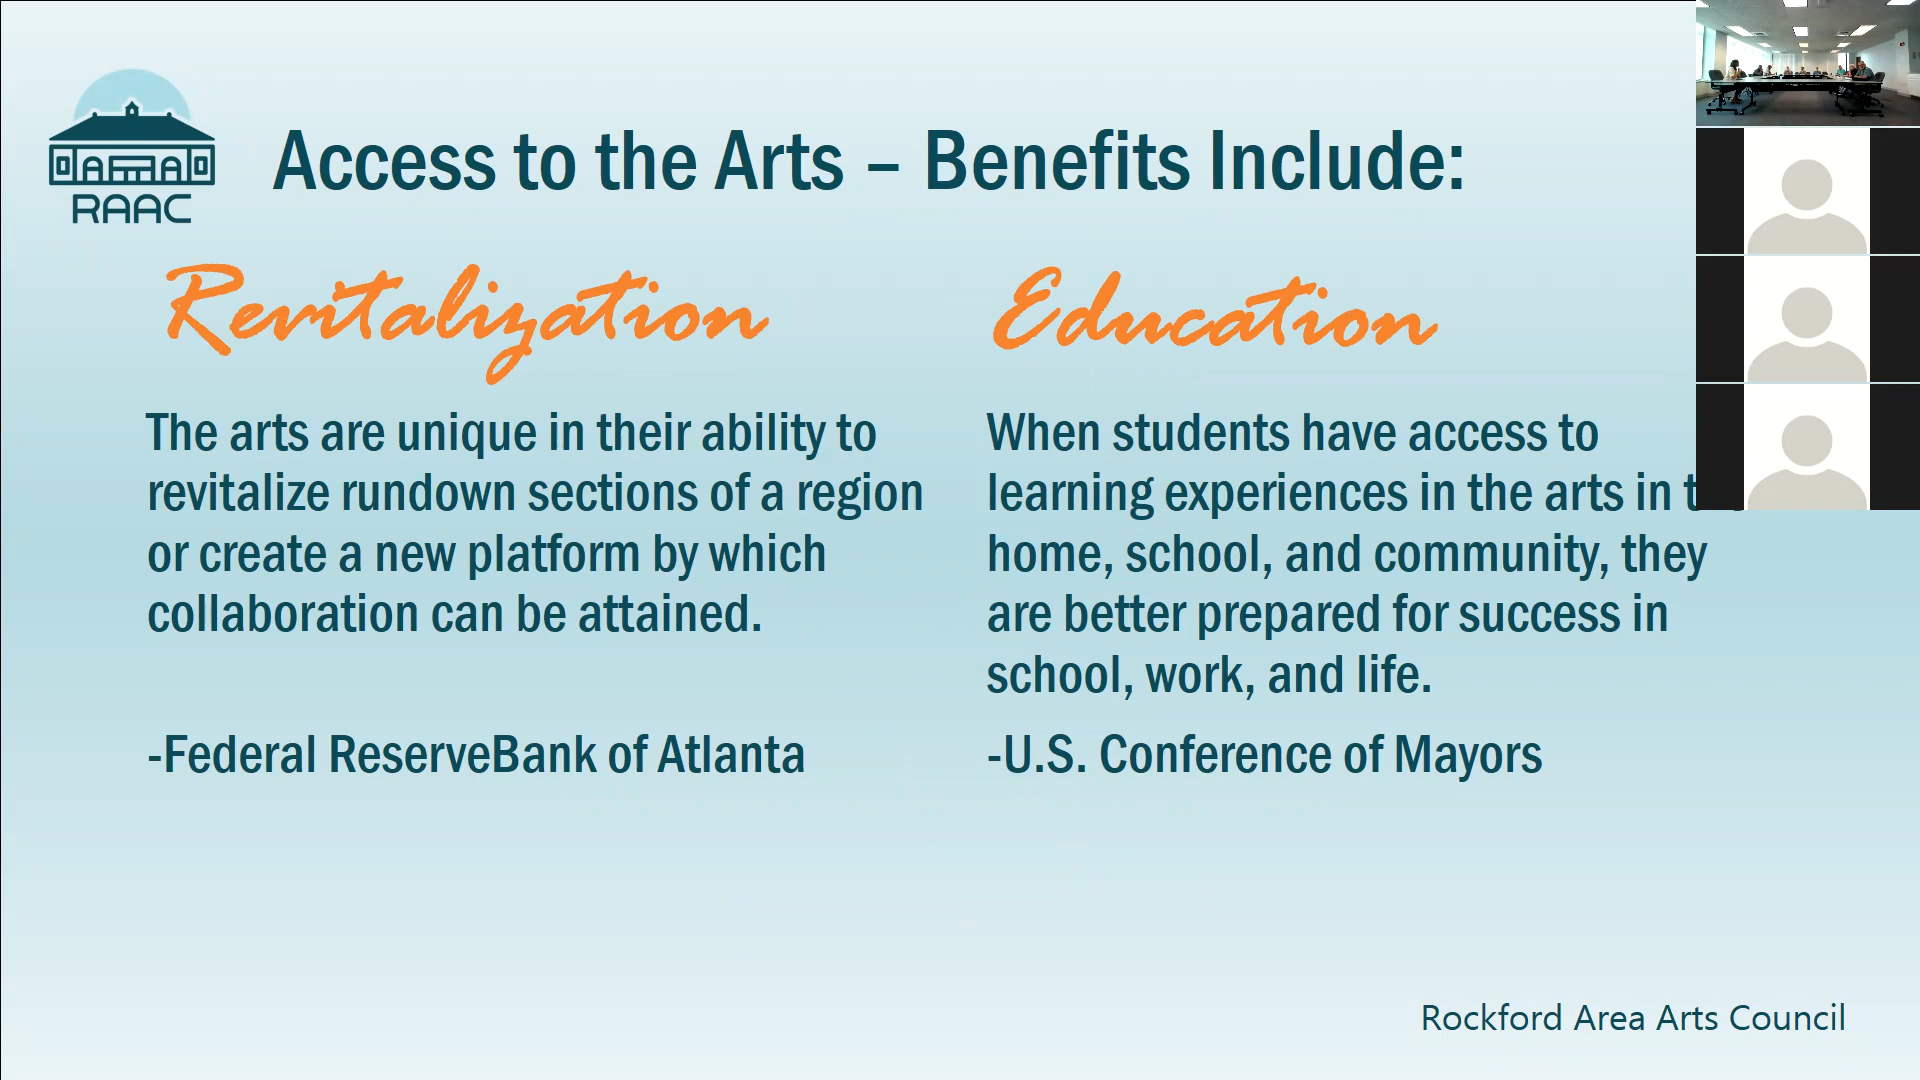 RAAC
Access to the Arts – Benefits Include:
Revitalization
The arts are unique in their ability to
revitalize rundown sections of a region
or create a new platform by which
collaboration can be attained.
-Federal ReserveBank of Atlanta
Education
When students have access to
learning experiences in the arts in
home, school, and community, they
are better prepared for success in
school, work, and life.
-U.S. Conference of Mayors
Rockford Area Arts Council